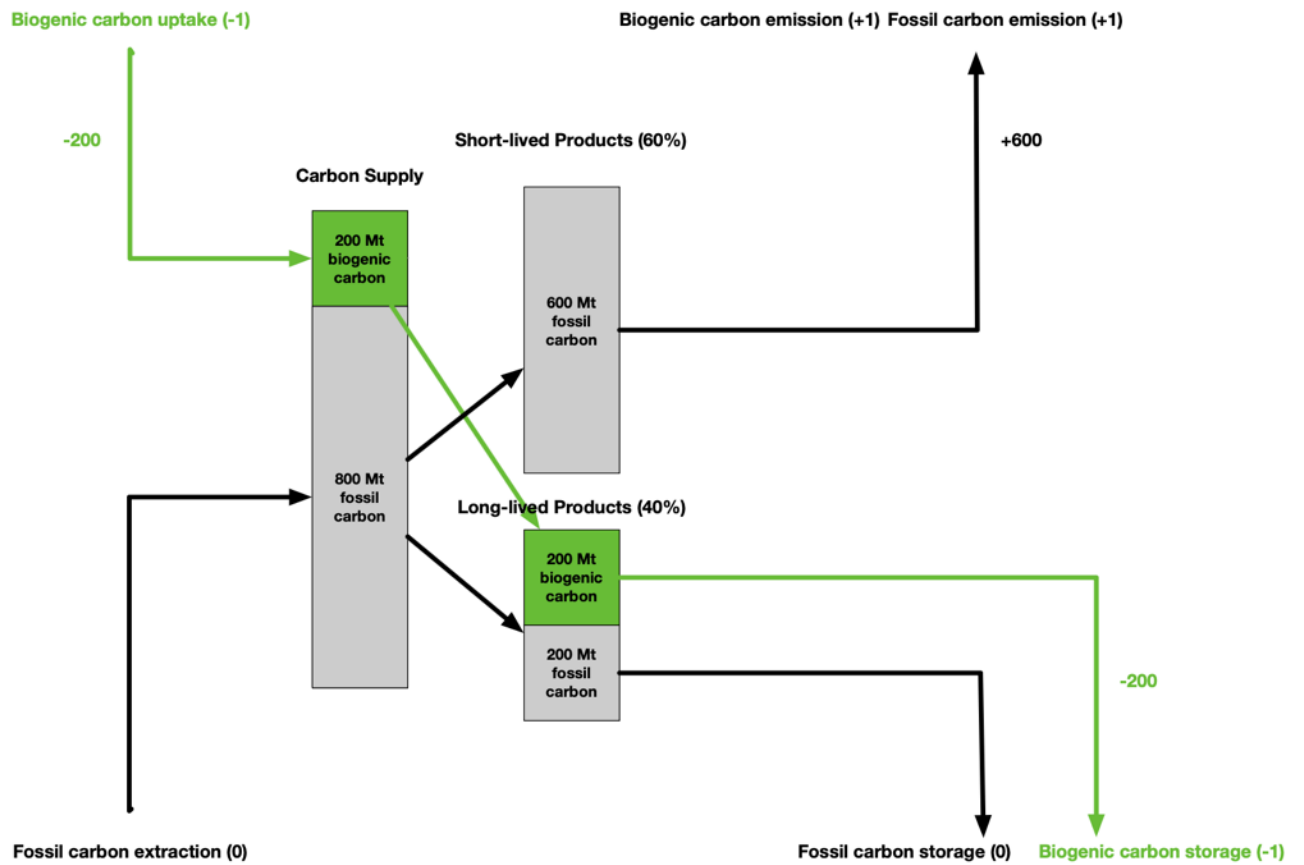 Biogenic carbon uptake (-1)
Biogenic carbon emission (+1) Fossil carbon emission (+1)
-200
Short-lived Products (60%)
+600
Carbon Supply
200 Mt
biogenic
carbon
600 Mt
fossil
carbon
800 Mt
fossil
carbon
Long-lived Products (40%)
200 Mt
biogenic
carbon
200 Mt
fossil
carbon
-200
Fossil carbon extraction (0)
Fossil carbon storage (0)
Biogenic carbon storage (-1)